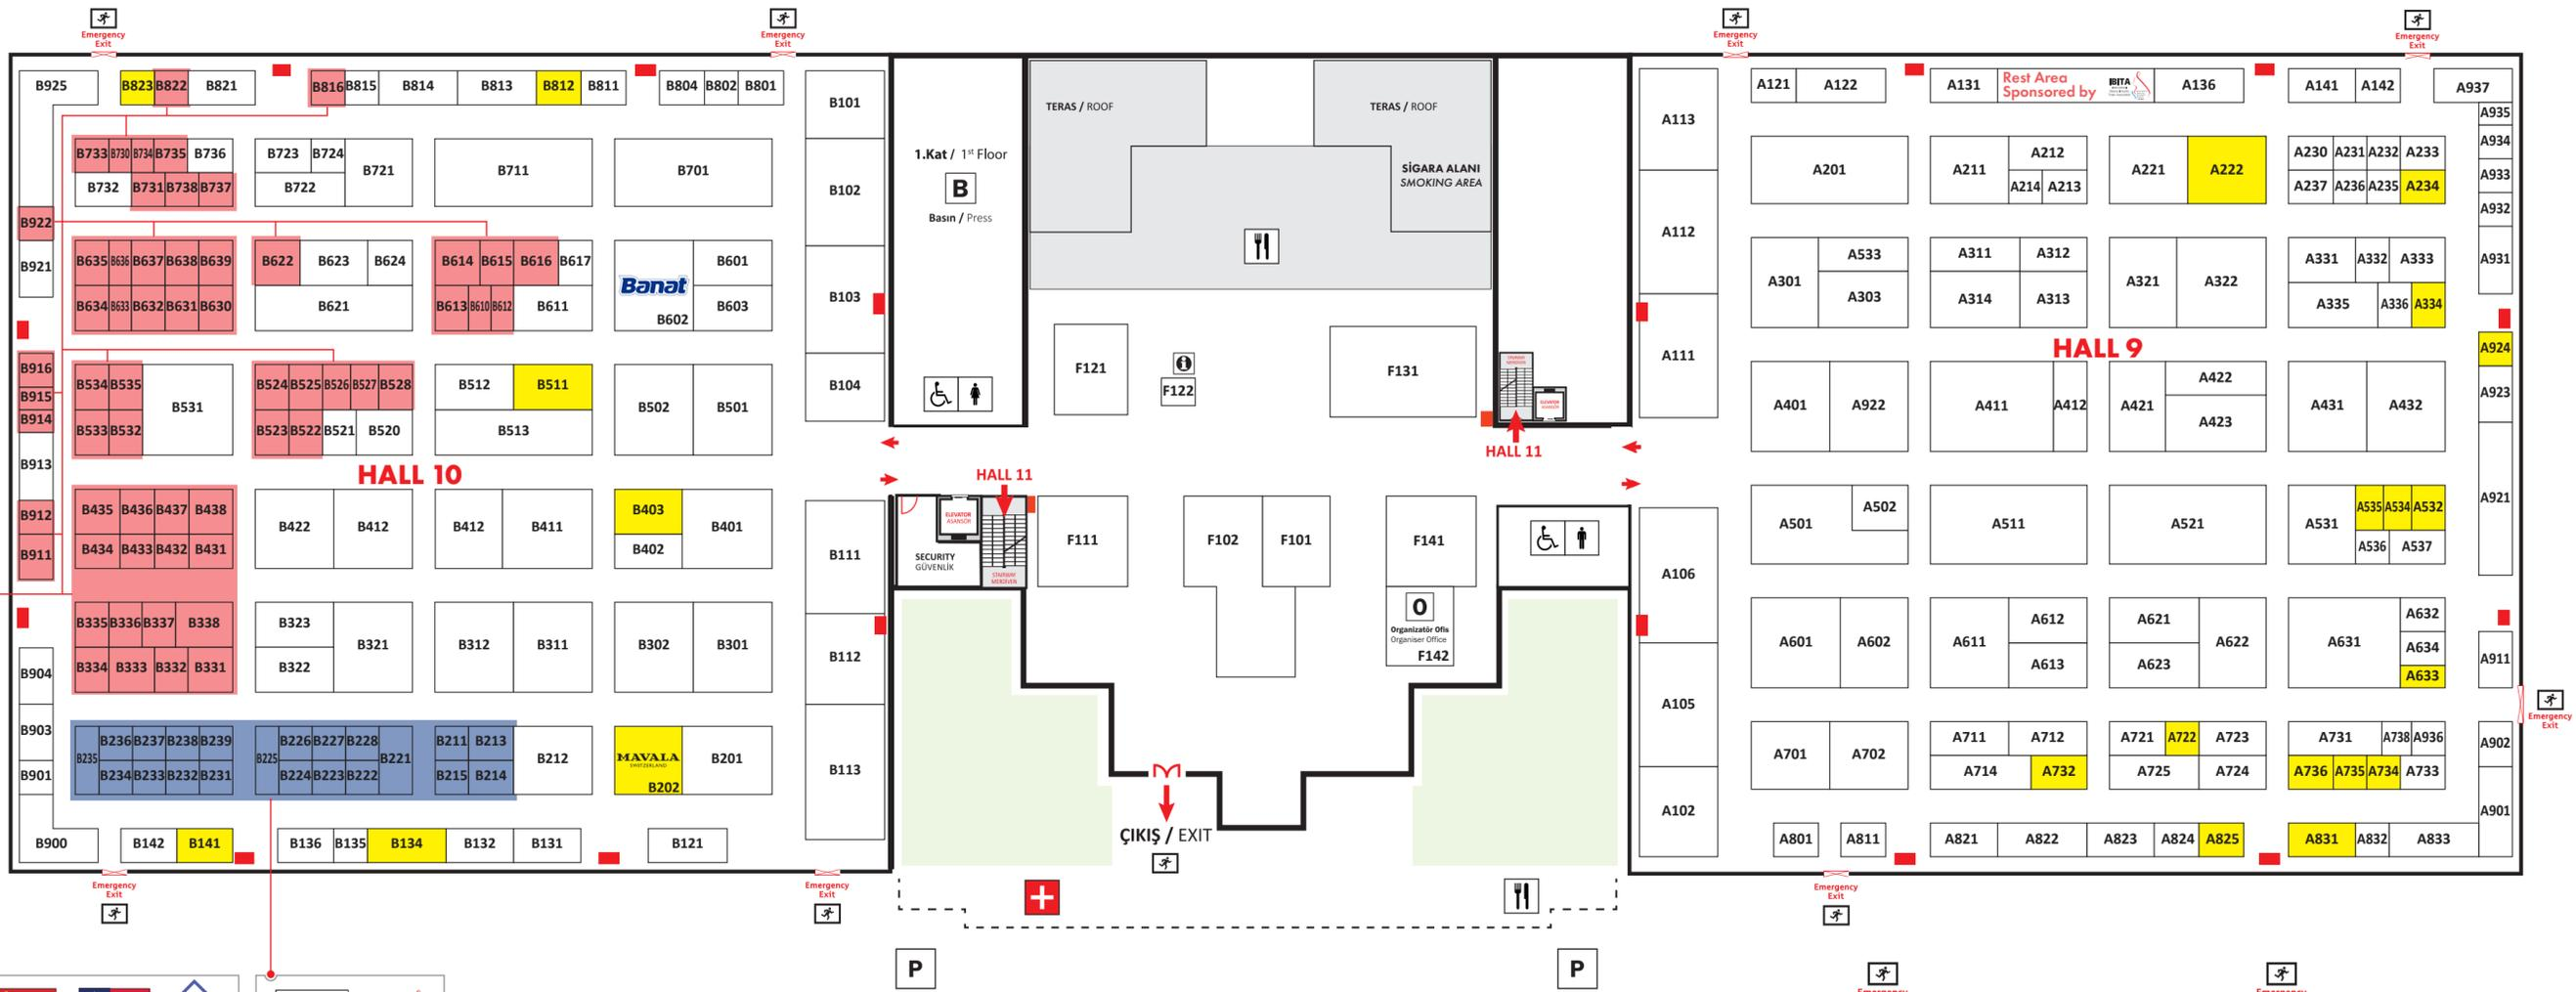 Emergency
Exit
Emergency
Exit
Emergency
Exit
Emergency
Exit
B925
B823 B822 B821
B816 B815 B814 B813 B812 B811
B804 B802 B801
B733 B730 B734 B735 B736
B732 B731 B738 B737
B723 B724 B721
B722
B711
B701
B922
B921
B635 B636 B637 B638 B639
B634 B633 B632 B631 B630
B622 B623 B624
B621
B614 B615 B616 B617
B613 B610 B612 B611
Banat
B602
B601
B603
B916
B915
B914
B913
B912
B911
B534 B535 B531
B533 B532
B524 B525 B526 B527 B528
B523 B522 B521 B520
B512 B511
B513
B502 B501
HALL 10
B435 B436 B437 B438
B434 B433 B432 B431
B422 B412
B412 B411
B403
B402
B401
B335 B336 B337 B338
B334 B333 B332 B331
B323
B322
B321
B312 B311
B302 B301
B904
B903
B901
B900
B235 B236 B237 B238 B239
B234 B233 B232 B231
B225 B226 B227 B228 B221
B224 B223 B222
B211 B213
B215 B214
B212
MAVALA
SWITZERLAND
B202
B201
B142 B141
B136 B135 B134 B132 B131
B121
B101
B102
B103
B104
B111
B112
B113
Emergency
Exit
Emergency
Exit
1.Kat / 1st Floor
B
Basın / Press
TERAS / ROOF
TERAS / ROOF
SİGARA ALANI
SMOKING AREA
F121
F122
F131
STAIRWAY
MERDİVEN
ELEVATOR
ASANSÖR
HALL 11
HALL 11
ELEVATOR
ASANSÖR
SECURITY
GÜVENLİK
STAIRWAY
MERDİVEN
F111
F102 F101
F141
O
Organizatör Ofis
Organiser Office
F142
ÇIKIŞ / EXIT
P
P
A113
A112
A111
A106
A105
A102
A121 A122
A131
Rest Area
Sponsored by
IBITA
A136
A141 A142
A937
A935
A934
A933
A932
A931
A924
A923
A921
A911
A902
A901
A201
A211 A212
A214 A213
A221 A222
A230 A231 A232 A233
A237 A236 A235 A234
A301 A533
A303
A311 A312
A314 A313
A321 A322
A331 A332 A333
A335 A336 A334
HALL 9
A401 A922
A411 A412
A421 A422
A423
A431 A432
A501 A502
A511
A521
A531 A535 A534 A532
A536 A537
A601 A602
A611 A612
A613
A621 A622
A623
A631 A632
A634
A633
A701 A702
A711 A712
A714 A732
A721 A722 A723
A725 A724
A731 A738 A936
A736 A735 A734 A733
A801 A811
A821 A822 A823 A824 A825
A831 A832 A833
Emergency
Exit
Emergency
Exit
Emergency
Emergency